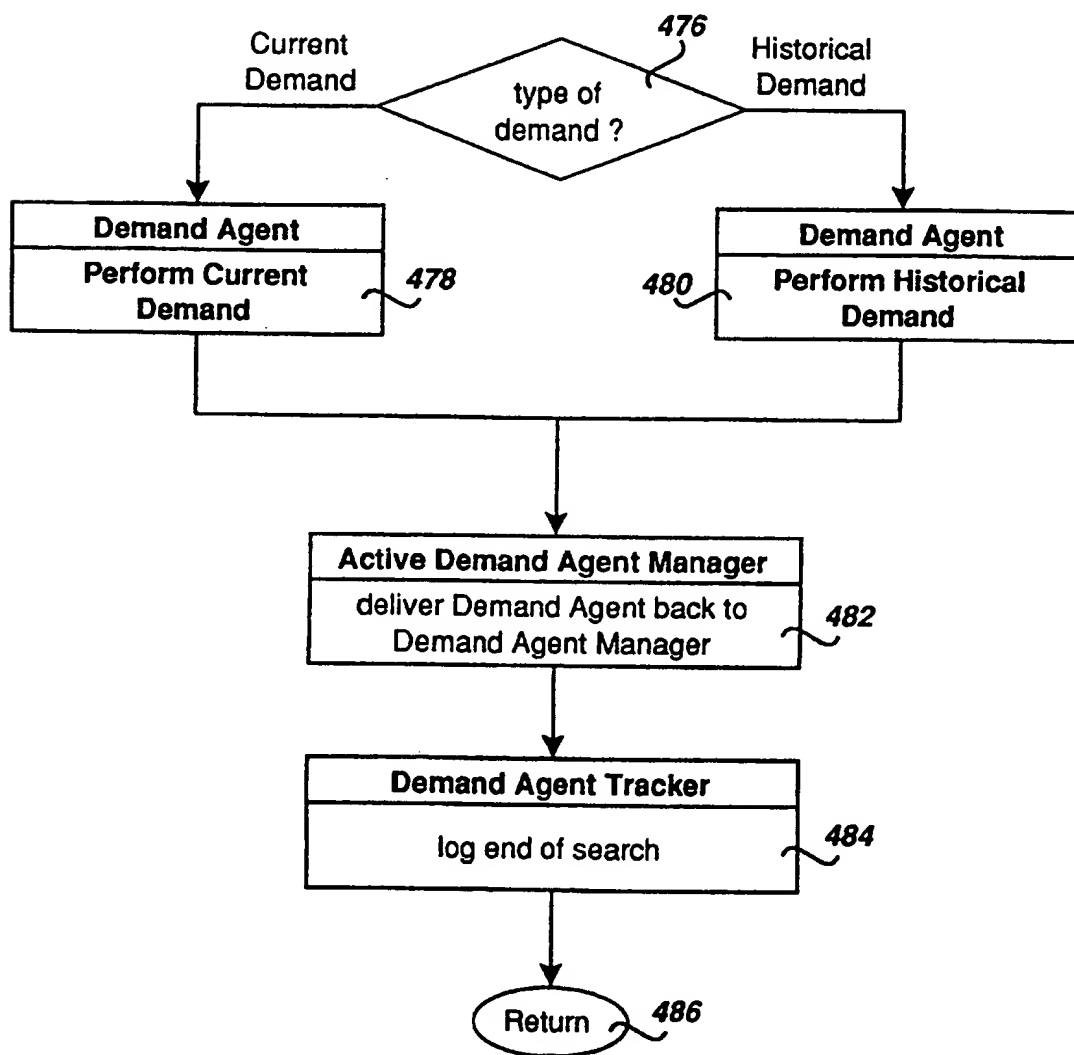 476
Current
Demand
Historical
Demand
type of
demand ?
Demand Agent
Perform Current
Demand
478
Demand Agent
480
Perform Historical
Demand
Active Demand Agent Manager
deliver Demand Agent back to
Demand Agent Manager
482
Demand Agent Tracker
log end of search
484
Return
486